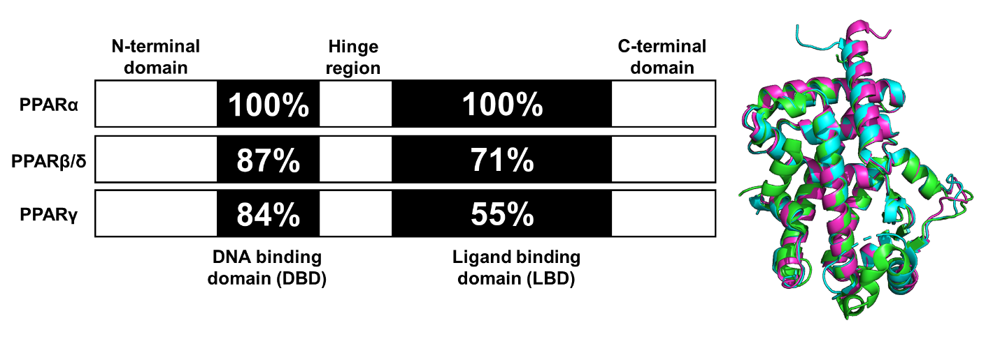 N-terminal
domain
Hinge
region
C-terminal
domain
PPARα
100%
100%
PPARβ/δ
87%
71%
PPARγ
84%
55%
DNA binding
domain (DBD)
Ligand binding
domain (LBD)